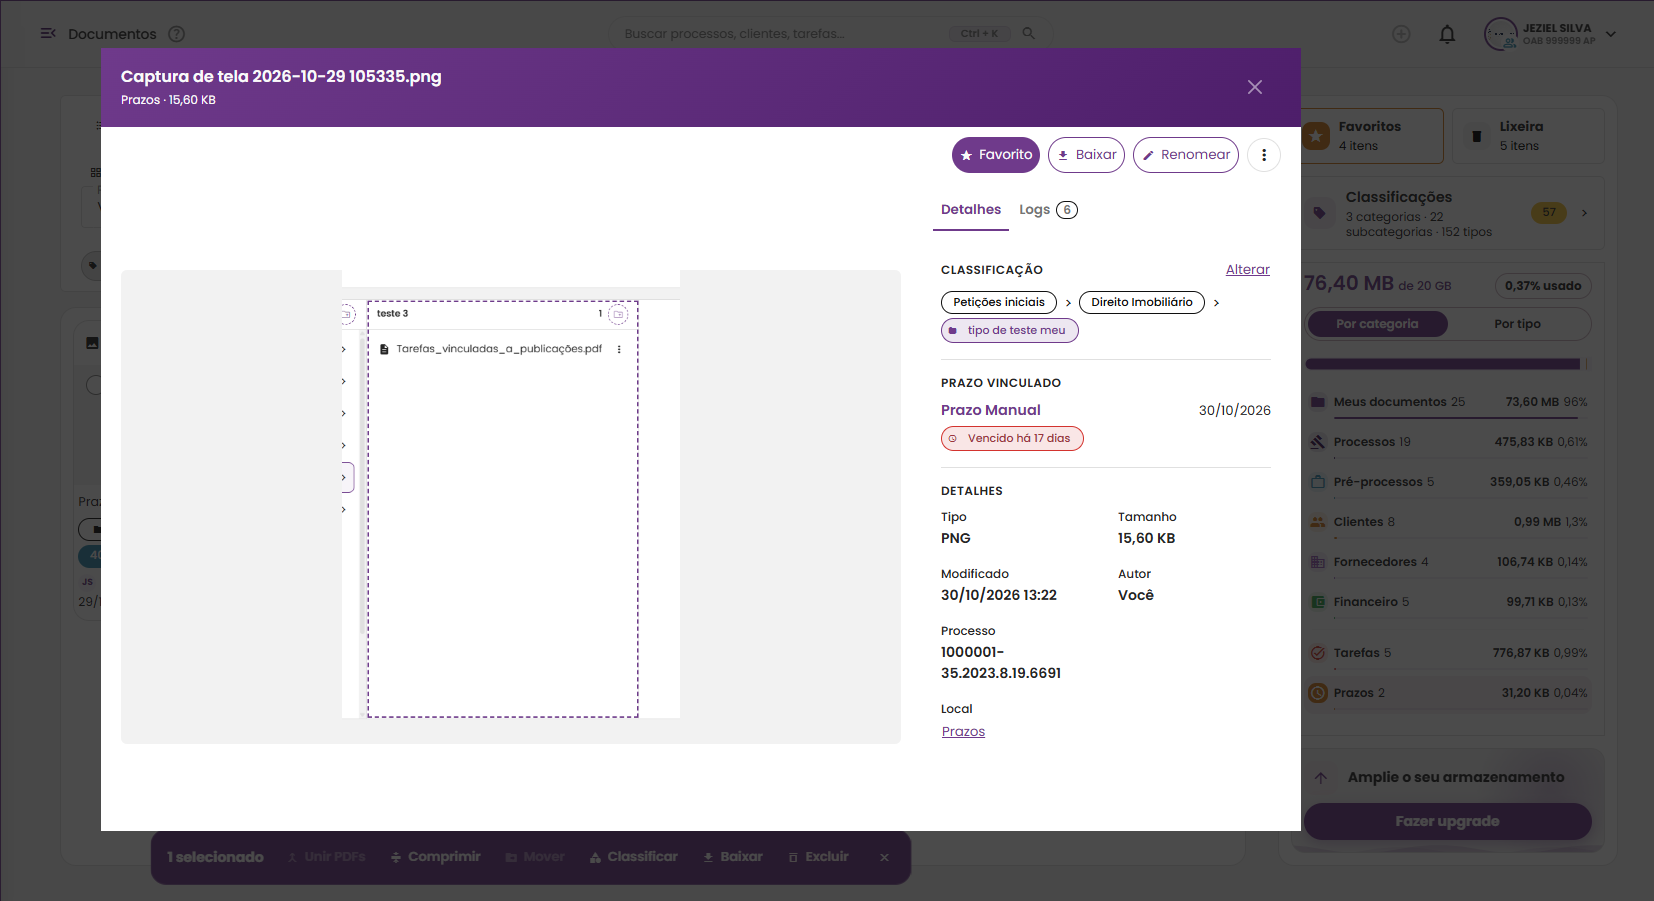 Documentos
Buscar processos, clientes, tarefas...
Ctrl + K
JEZIEL SILVA
OAB 999999 AP
Captura de tela 2026-10-29 105335.png
Prazos · 15,60 KB
Favorito
Baixar
Renomear
Detalhes
Logs 6
CLASSIFICAÇÃO
Alterar
Petições iniciais
Direito Imobiliário
tipo de teste meu
PRAZO VINCULADO
Prazo Manual
30/10/2026
Vencido há 17 dias
DETALHES
Tipo
PNG
Tamanho
15,60 KB
Modificado
30/10/2026 13:22
Autor
Você
Processo
1000001-
35.2023.8.19.6691
Local
Prazos
teste 3
1
Tarefas_vinculadas_a_publicações.pdf
Favoritos
4 itens
Lixeira
5 itens
Classificações
3 categorias · 22
subcategorias · 152 tipos
57
76,40 MB de 20 GB
0,37% usado
Por categoria
Por tipo
Meus documentos 25 73,60 MB 96%
Processos 19 475,83 KB 0,61%
Pré-processos 5 359,05 KB 0,46%
Clientes 8 0,99 MB 1,3%
Fornecedores 4 106,74 KB 0,14%
Financeiro 5 99,71 KB 0,13%
Tarefas 5 776,87 KB 0,99%
Prazos 2 31,20 KB 0,04%
Amplie o seu armazenamento
Fazer upgrade
JS
1 selecionado
Unir PDFs
Comprimir
Mover
Classificar
Baixar
Excluir